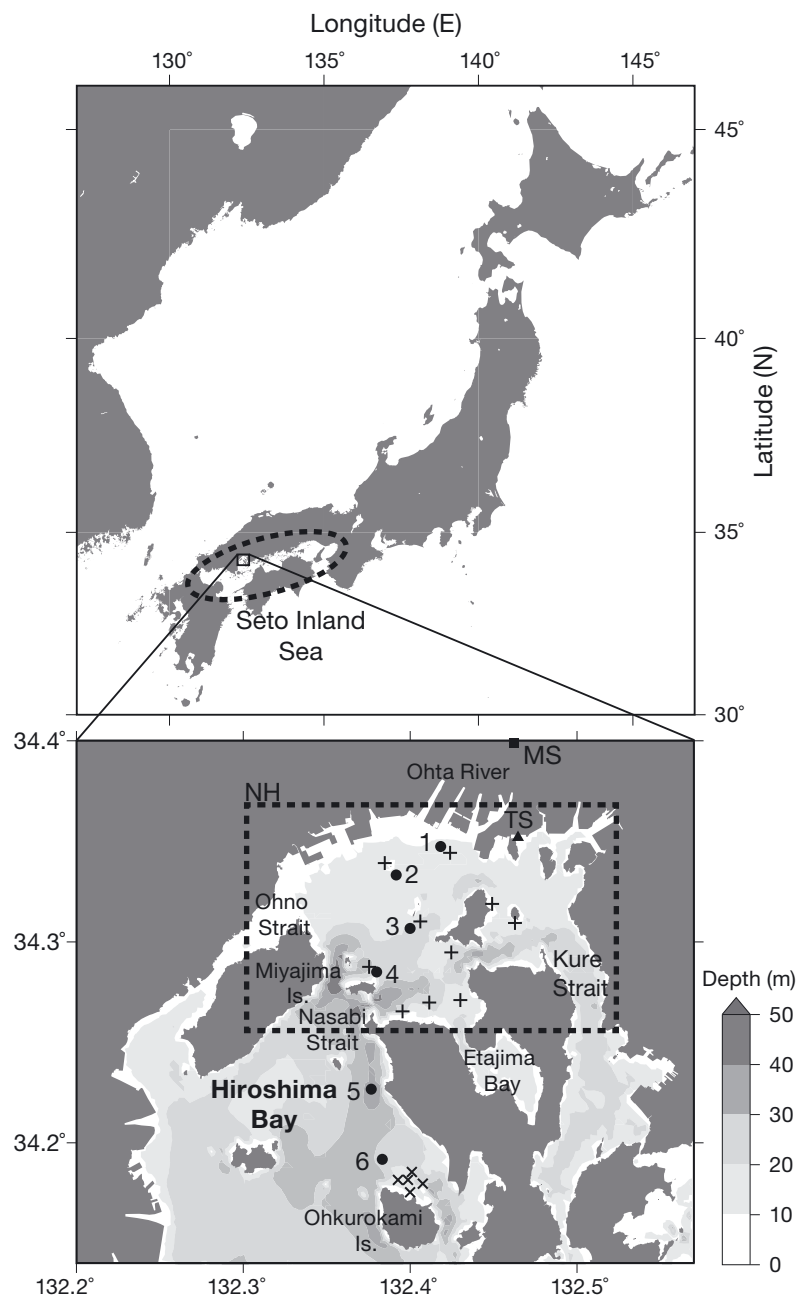 Longitude (E)
130° 135° 140° 145°
45°
40°
Latitude (N)
35°
Seto Inland
Sea
30°
34.4°
MS
Ohta River
NH
TS
1
2
Ohno
Strait
3
34.3°
Kure
Strait
Miyajima
Is.
4
Nasabi
Strait
Depth (m)
50
40
30
20
10
0
Etajima
Bay
Hiroshima
Bay
5
34.2°
6
Ohkurokami
Is.
132.2° 132.3° 132.4° 132.5°